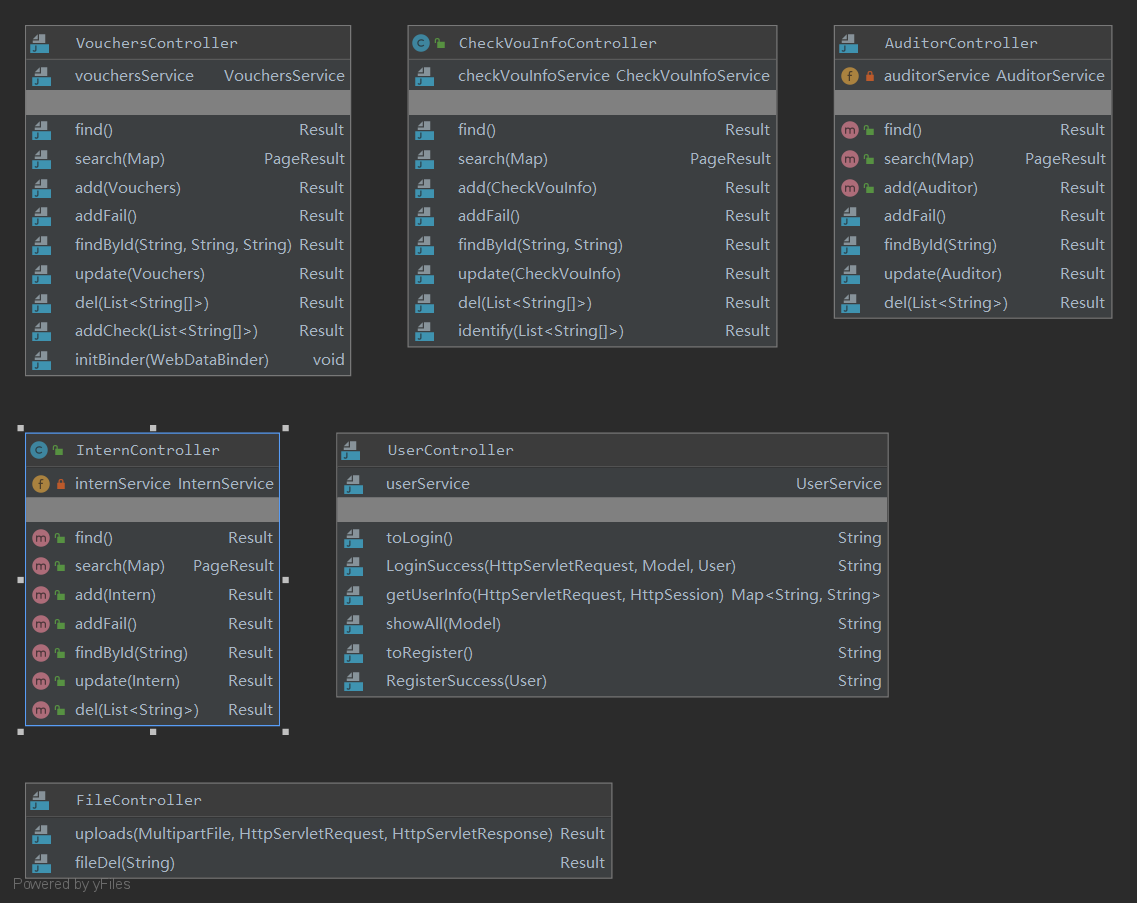 VouchersController
vouchersService VouchersService
find() Result
search(Map) PageResult
add(Vouchers) Result
addFail() Result
findById(String, String, String) Result
update(Vouchers) Result
del(List<String[]>) Result
addCheck(List<String[]>) Result
initBinder(WebDataBinder) void
CheckVouInfoController
checkVouInfoService CheckVouInfoService
find() Result
search(Map) PageResult
add(CheckVouInfo) Result
addFail() Result
findById(String, String) Result
update(CheckVouInfo) Result
del(List<String[]>) Result
identify(List<String[]>) Result
AuditorController
auditorService AuditorService
find() Result
search(Map) PageResult
add(Auditor) Result
addFail() Result
findById(String) Result
update(Auditor) Result
del(List<String>) Result
InternController
internService InternService
find() Result
search(Map) PageResult
add(Intern) Result
addFail() Result
findById(String) Result
update(Intern) Result
del(List<String>) Result
UserController
userService UserService
toLogin() String
LoginSuccess(HttpServletRequest, Model, User) String
getUserInfo(HttpServletRequest, HttpSession) Map<String, String>
showAll(Model) String
toRegister() String
RegisterSuccess(User) String
FileController
uploads(MultipartFile, HttpServletRequest, HttpServletResponse) Result
fileDel(String) Result
Powered by yFiles